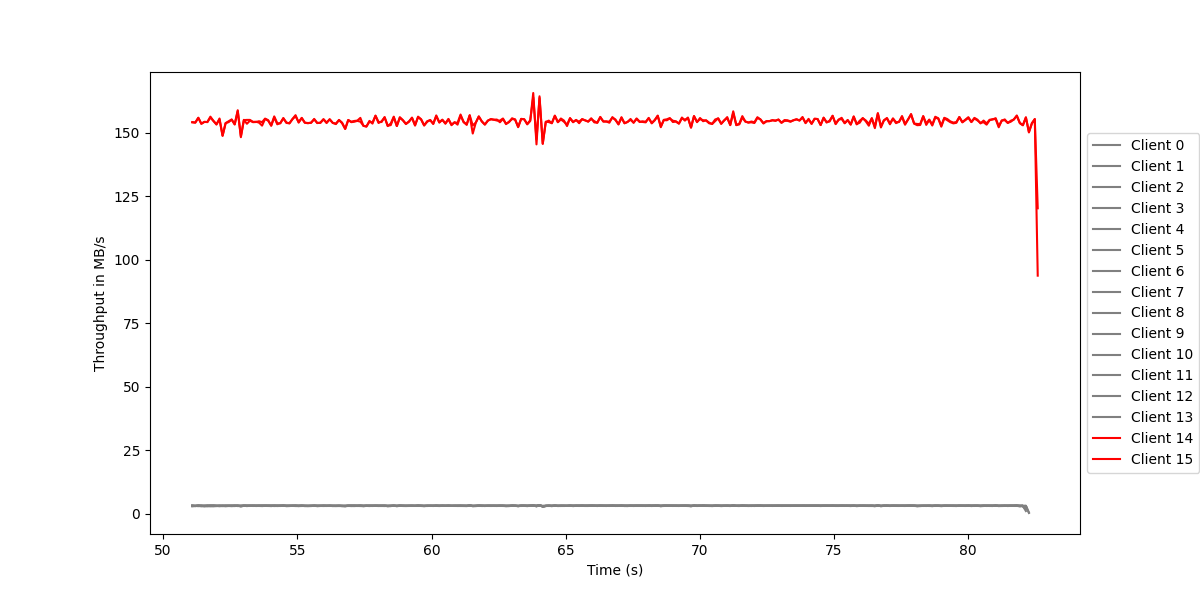 150
125
100
75
50
25
0
Throughput in MB/s
50 55 60 65 70 75 80
Time (s)
Client 0
Client 1
Client 2
Client 3
Client 4
Client 5
Client 6
Client 7
Client 8
Client 9
Client 10
Client 11
Client 12
Client 13
Client 14
Client 15